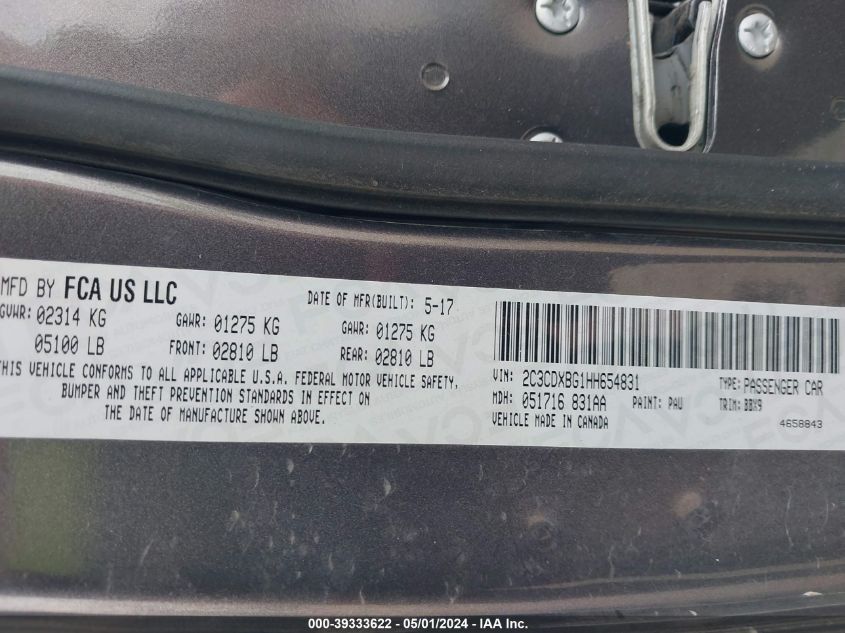 MFD BY FCA US LLC
DATE OF MFR(BUILT): 5-17
GVWR: 02314 KG
GAWR: 01275 KG
GAWR: 01275 KG
05100 LB
FRONT: 02810 LB
REAR: 02810 LB
THIS VEHICLE CONFORMS TO ALL APPLICABLE U.S.A. FEDERAL MOTOR VEHICLE SAFETY,
BUMPER AND THEFT PREVENTION STANDARDS IN EFFECT ON
THE DATE OF MANUFACTURE SHOWN ABOVE.
VIN: 2C3CDXBG1HH654831
TYPE: PASSENGER CAR
MDH: 051716 831AA
PAINT: PAU
TRIM: BBX9
VEHICLE MADE IN CANADA
4658843
000-39333622 - 05/01/2024 - IAA Inc.